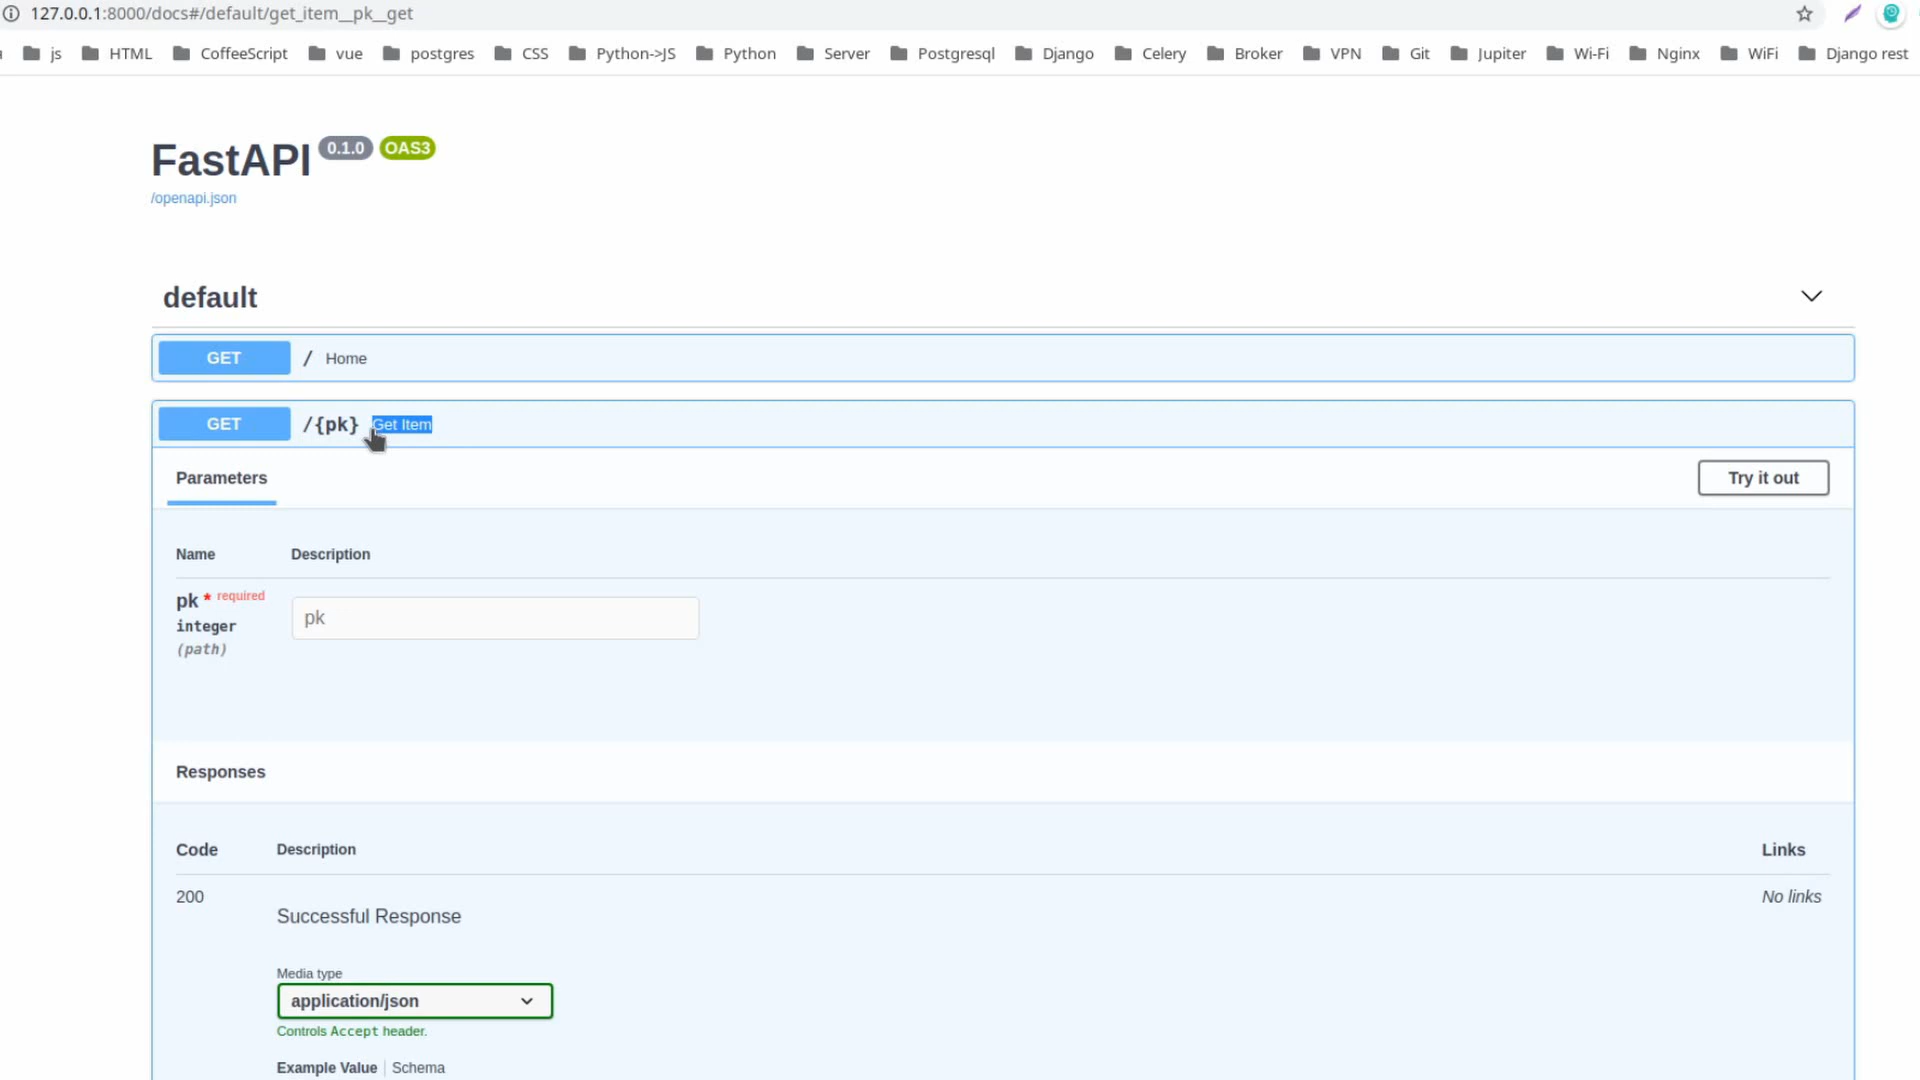 127.0.0.1:8000/docs#/default/get_item__pk__get
js HTML CoffeeScript vue postgres CSS Python->JS Python Server Postgresql Django Celery Broker VPN Git Jupiter Wi-Fi Nginx WiFi Django rest
FastAPI 0.1.0 OAS3
/openapi.json
default
GET / Home
GET /{pk} Get Item
Parameters Try it out
Name Description
pk * required
integer
(path)
pk
Responses
Code Description Links
200 No links
Successful Response
Media type
application/json
Controls Accept header.
Example Value Schema